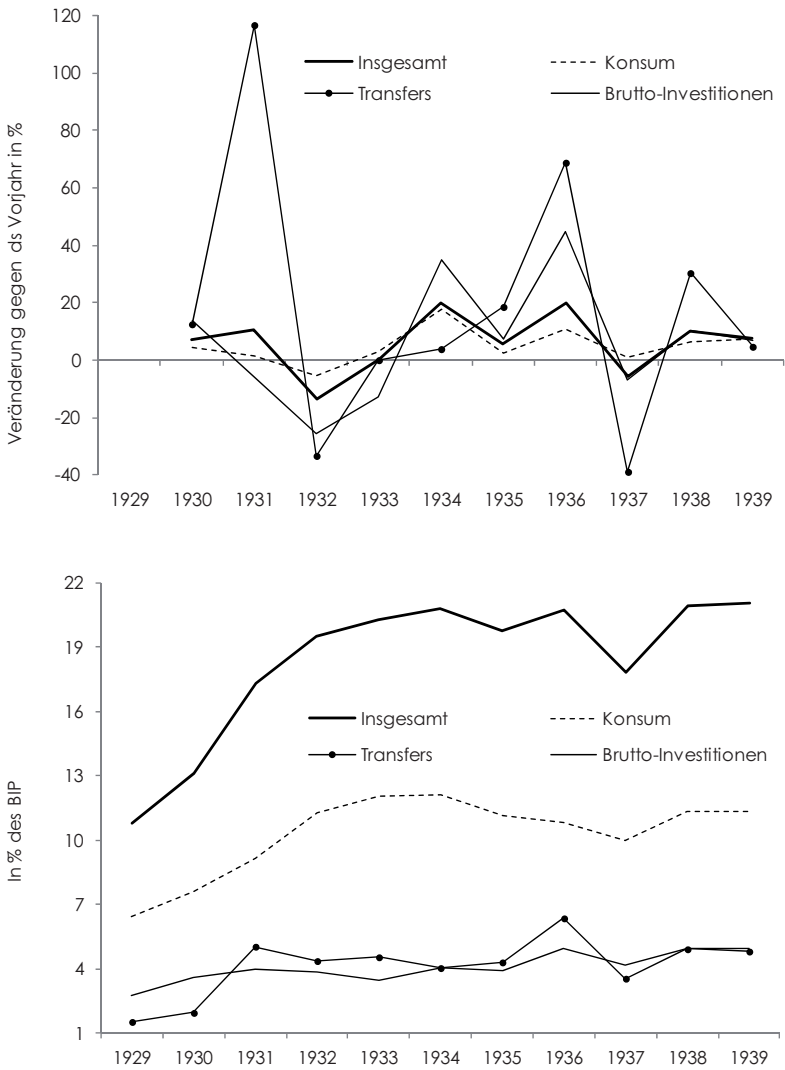 Veränderung gegen ds Vorjahr in %
120
100
80
60
40
20
0
-20
-40
Insgesamt
Konsum
Transfers
Brutto-Investitionen
1929 1930 1931 1932 1933 1934 1935 1936 1937 1938 1939
In % des BIP
22
19
16
13
10
7
4
1
Insgesamt
Konsum
Transfers
Brutto-Investitionen
1929 1930 1931 1932 1933 1934 1935 1936 1937 1938 1939